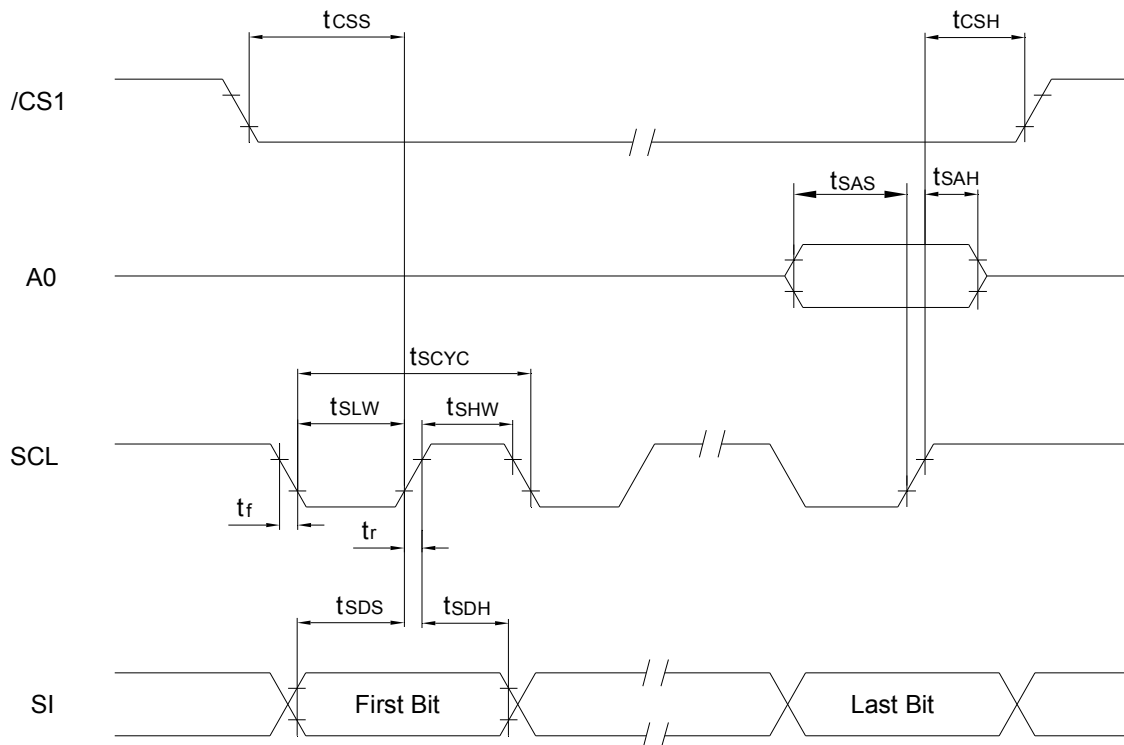 tCSS
tCSH
/CS1
tSAS
tSAH
A0
tSCYC
tSLW
tSHW
SCL
tf
tr
tSDS
tSDH
SI
First Bit
Last Bit